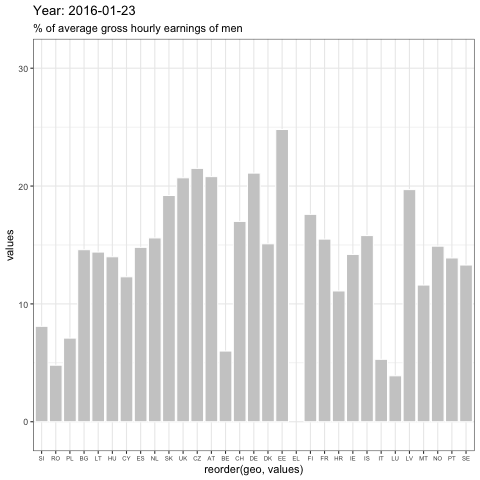 Year: 2016-01-23
% of average gross hourly earnings of men
30
20
10
0
values
SI RO PL BG LT HU CY ES NL SK UK CZ AT BE CH DE DK EE EL FI FR HR IE IS IT LU LV MT NO PT SE
reorder(geo, values)